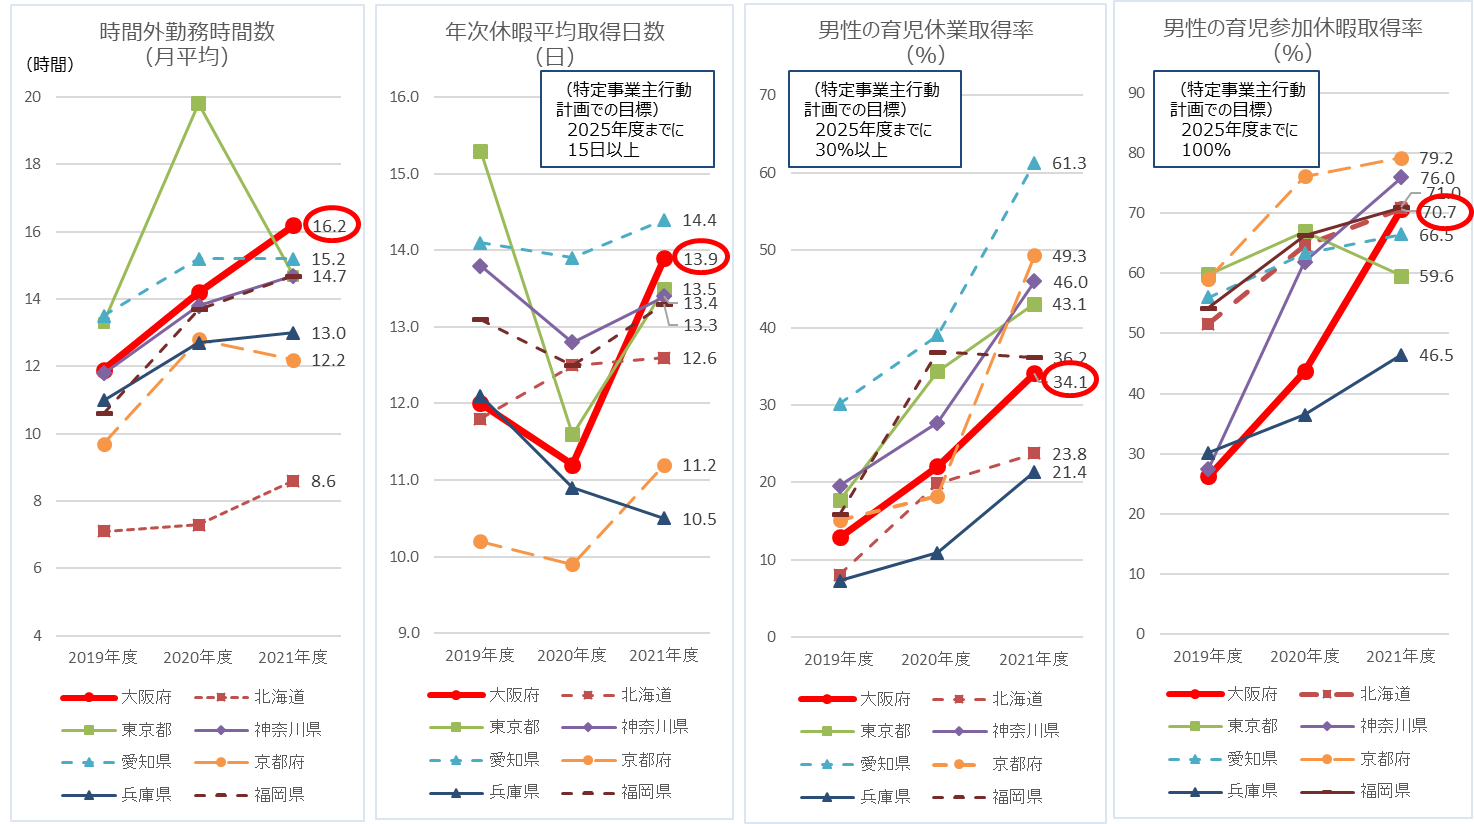 時間外勤務時間数
（月平均）
（時間）
20
18
16
14
12
10
8
6
4
16.2
15.2
14.7
13.0
12.2
8.6
2019年度
2020年度
2021年度
大阪府
北海道
東京都
神奈川県
愛知県
京都府
兵庫県
福岡県
年次休暇平均取得日数
（日）
（特定事業主行動
計画での目標）
2025年度までに
15日以上
16.0
15.0
14.0
13.0
12.0
11.0
10.0
9.0
14.4
13.9
13.5
13.4
13.3
12.6
11.2
10.5
2019年度
2020年度
2021年度
大阪府
北海道
東京都
神奈川県
愛知県
京都府
兵庫県
福岡県
男性の育児休業取得率
（%）
（特定事業主行動
計画での目標）
2025年度までに
30%以上
70
60
50
40
30
20
10
0
61.3
49.3
46.0
43.1
36.2
34.1
23.8
21.4
2019年度
2020年度
2021年度
大阪府
北海道
東京都
神奈川県
愛知県
京都府
兵庫県
福岡県
男性の育児参加休暇取得率
（%）
（特定事業主行動
計画での目標）
2025年度までに
100%
90
80
70
60
50
40
30
20
10
0
79.2
76.0
71.0
70.7
66.5
59.6
46.5
2019年度
2020年度
2021年度
大阪府
北海道
東京都
神奈川県
愛知県
京都府
兵庫県
福岡県